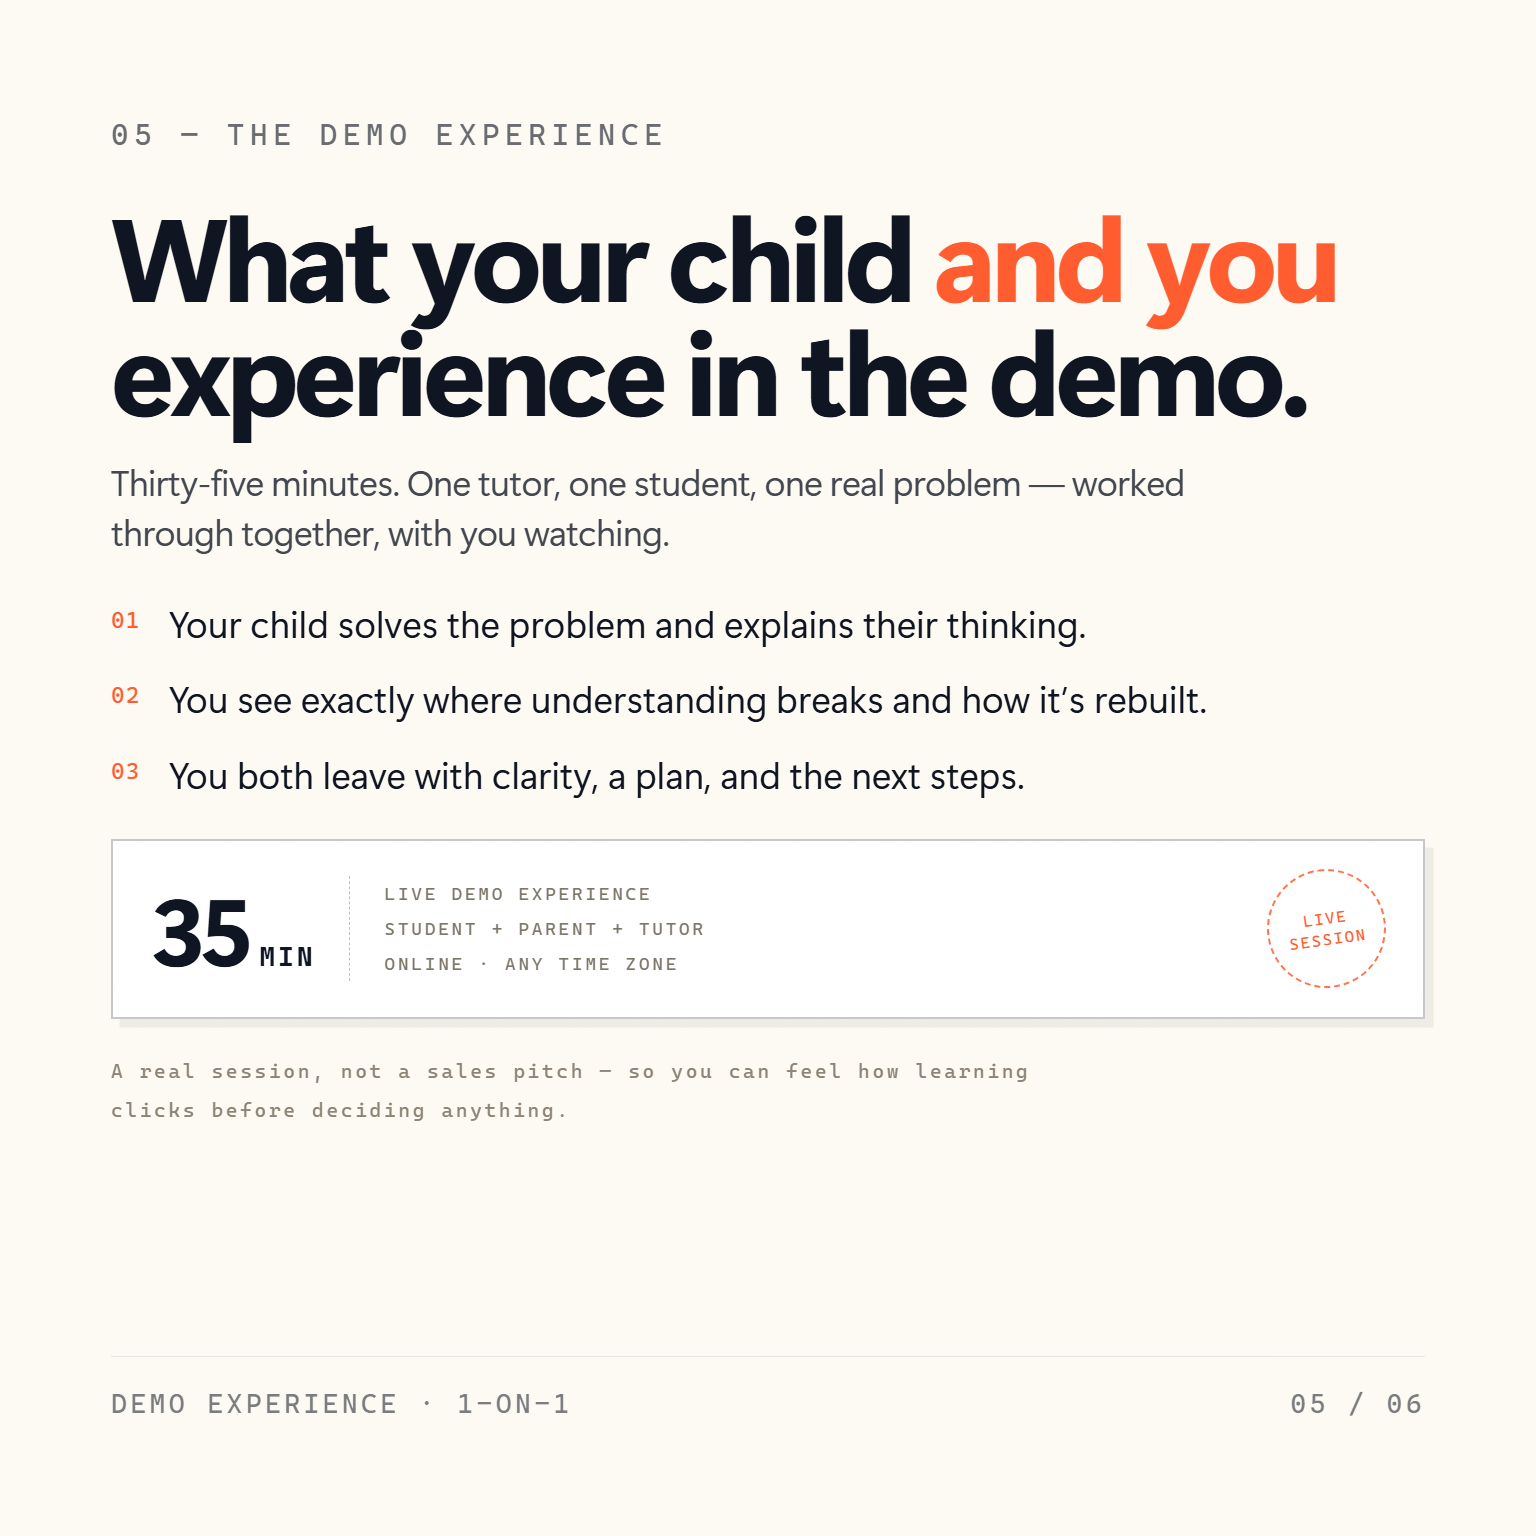 05 — THE DEMO EXPERIENCE
What your child and you
experience in the demo.
Thirty-five minutes. One tutor, one student, one real problem — worked
through together, with you watching.
01 Your child solves the problem and explains their thinking.
02 You see exactly where understanding breaks and how it’s rebuilt.
03 You both leave with clarity, a plan, and the next steps.
35 MIN
LIVE DEMO EXPERIENCE
STUDENT + PARENT + TUTOR
ONLINE · ANY TIME ZONE
LIVE
SESSION
A real session, not a sales pitch — so you can feel how learning
clicks before deciding anything.
DEMO EXPERIENCE · 1-ON-1
05 / 06